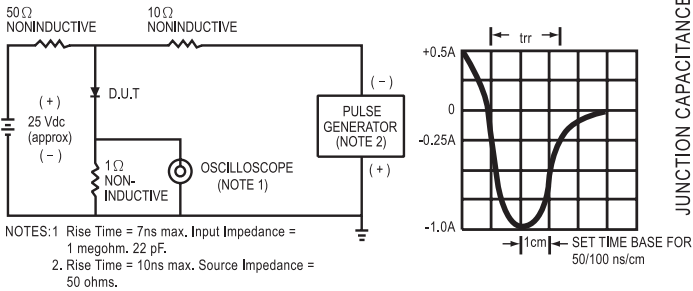 50Ω
NONINDUCTIVE
10Ω
NONINDUCTIVE
(+)
25 Vdc
(approx)
(−)
D.U.T
1Ω
NON-
INDUCTIVE
OSCILLOSCOPE
(NOTE 1)
(−)
PULSE
GENERATOR
(NOTE 2)
(+)
NOTES:1 Rise Time = 7ns max. Input Impedance =
1 megohm. 22 pF.
2. Rise Time = 10ns max. Source Impedance =
50 ohms.
trr
+0.5A
0
-0.25A
-1.0A
1cm
SET TIME BASE FOR
50/100 ns/cm
JUNCTION CAPACITANCE